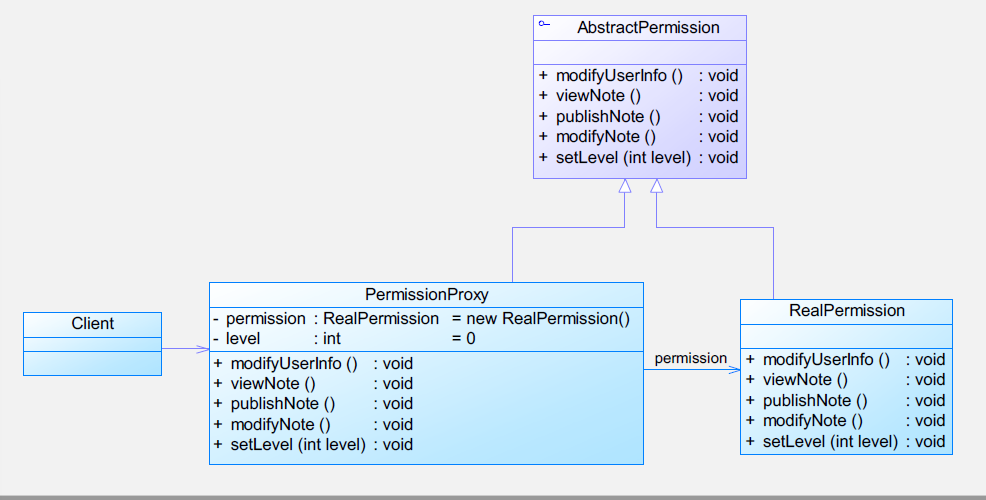 AbstractPermission
+ modifyUserInfo () : void
+ viewNote () : void
+ publishNote () : void
+ modifyNote () : void
+ setLevel (int level) : void
PermissionProxy
- permission : RealPermission = new RealPermission()
- level : int = 0
+ modifyUserInfo () : void
+ viewNote () : void
+ publishNote () : void
+ modifyNote () : void
+ setLevel (int level) : void
Client
permission
RealPermission
+ modifyUserInfo () : void
+ viewNote () : void
+ publishNote () : void
+ modifyNote () : void
+ setLevel (int level) : void